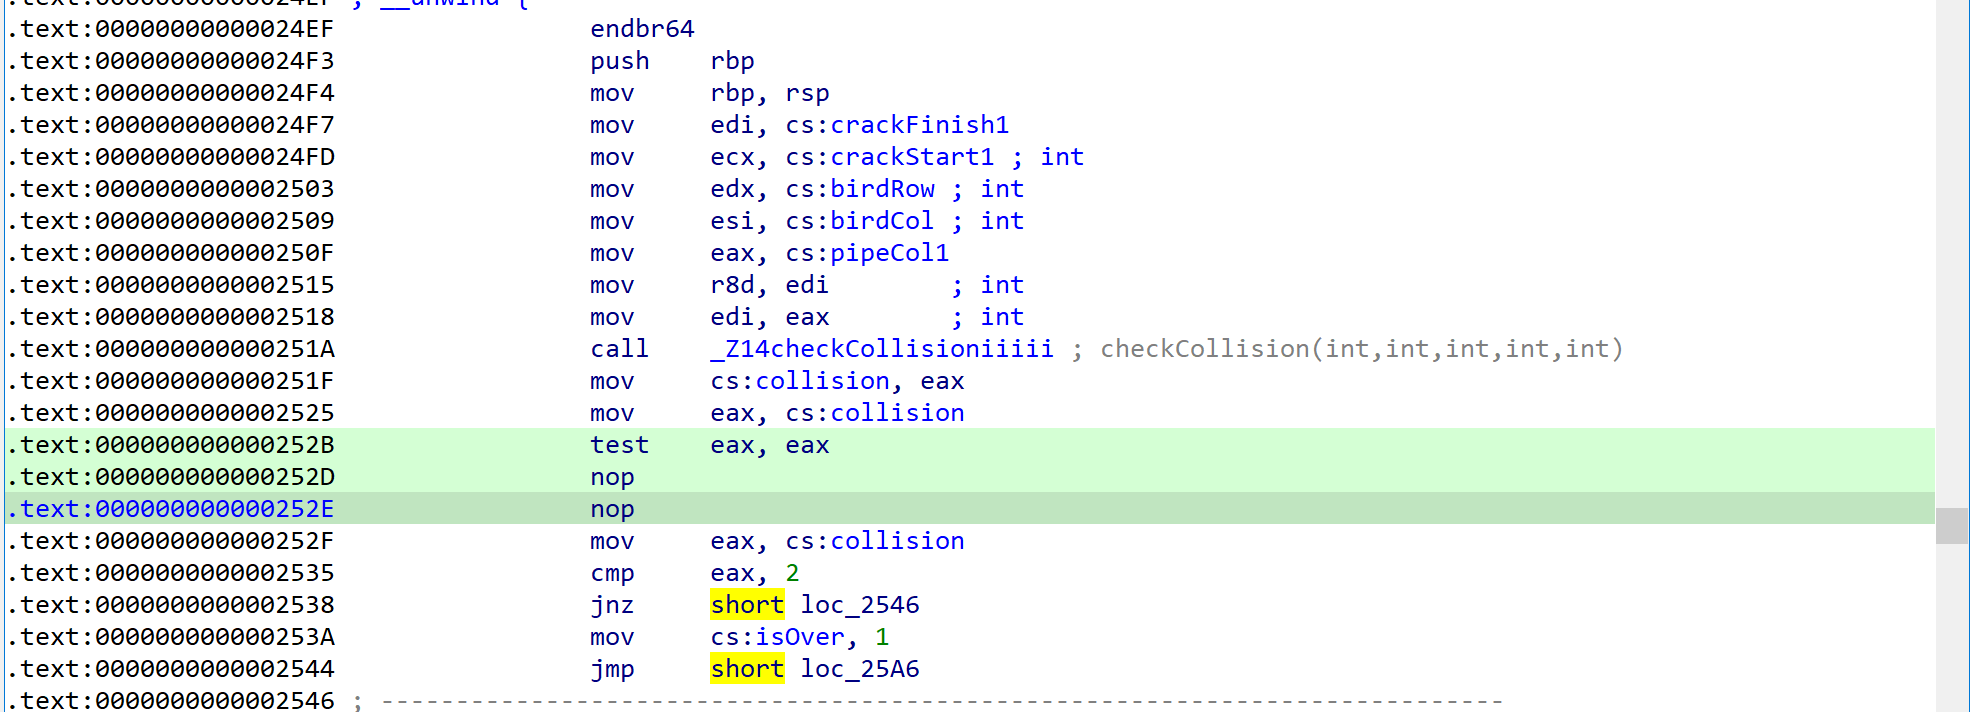 .text:00000000000024EF ; __unwind {
.text:00000000000024EF endbr64
.text:00000000000024F3 push rbp
.text:00000000000024F4 mov rbp, rsp
.text:00000000000024F7 mov edi, cs:crackFinish1
.text:00000000000024FD mov ecx, cs:crackStart1 ; int
.text:0000000000002503 mov edx, cs:birdRow ; int
.text:0000000000002509 mov esi, cs:birdCol ; int
.text:000000000000250F mov eax, cs:pipeCol1
.text:0000000000002515 mov r8d, edi ; int
.text:0000000000002518 mov edi, eax ; int
.text:000000000000251A call _Z14checkCollisioniiiii ; checkCollision(int,int,int,int,int)
.text:000000000000251F mov cs:collision, eax
.text:0000000000002525 mov eax, cs:collision
.text:000000000000252B test eax, eax
.text:000000000000252D nop
.text:000000000000252E nop
.text:000000000000252F mov eax, cs:collision
.text:0000000000002535 cmp eax, 2
.text:0000000000002538 jnz short loc_2546
.text:000000000000253A mov cs:isOver, 1
.text:0000000000002544 jmp short loc_25A6
.text:0000000000002546 ; ---------------------------------------------------------------------------